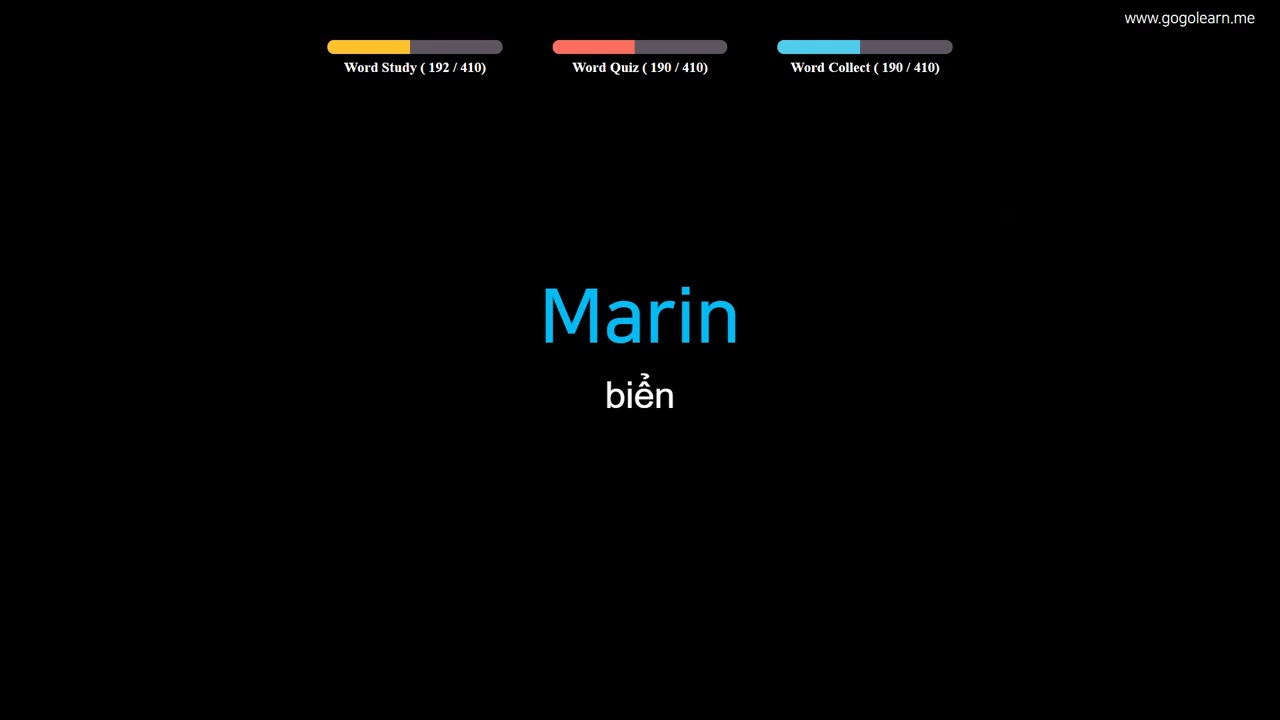 www.gogolearn.me
Word Study ( 192 / 410)
Word Quiz ( 190 / 410)
Word Collect ( 190 / 410)
Marin
biển